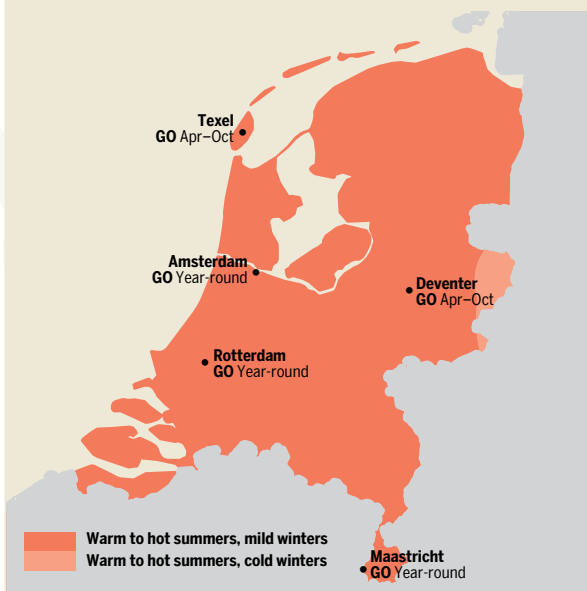 Texel
GO Apr–Oct
Amsterdam
GO Year-round
Deventer
GO Apr–Oct
Rotterdam
GO Year-round
Warm to hot summers, mild winters
Warm to hot summers, cold winters
Maastricht
GO Year-round